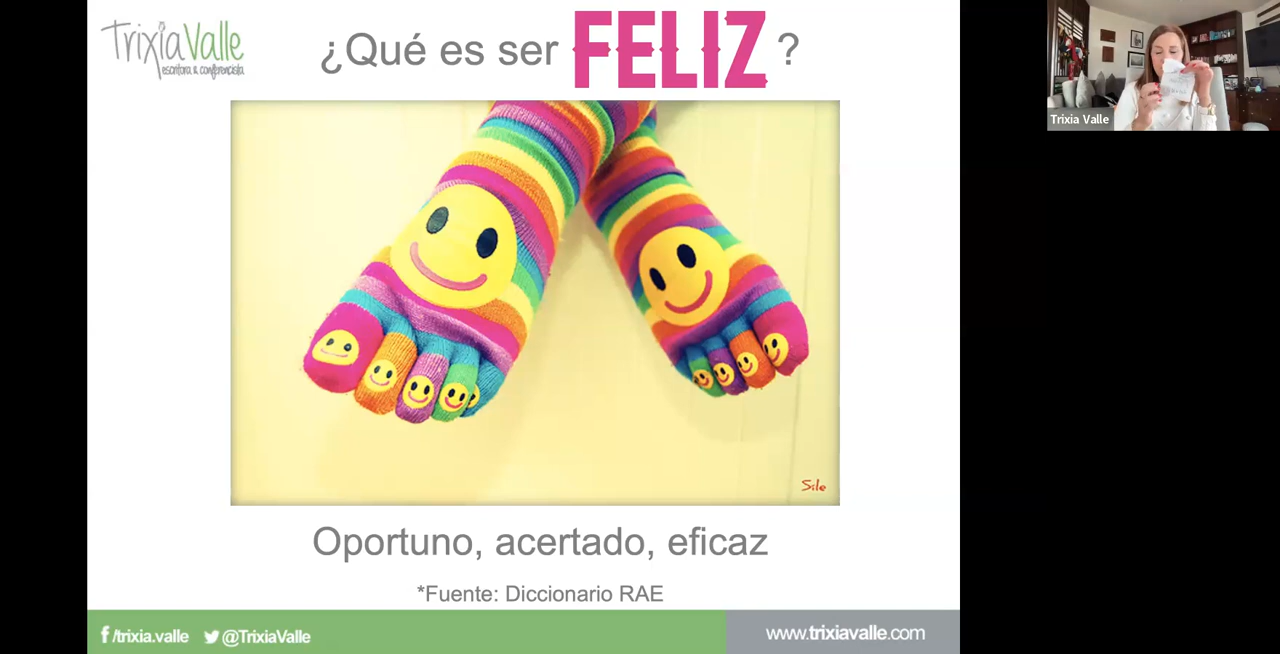 TrixiaValle
escritora & conferencista
¿Qué es ser FELIZ ?
Trixia Valle
Sile
Oportuno, acertado, eficaz
*Fuente: Diccionario RAE
f /trixia.valle @TrixiaValle
www.trixiavalle.com